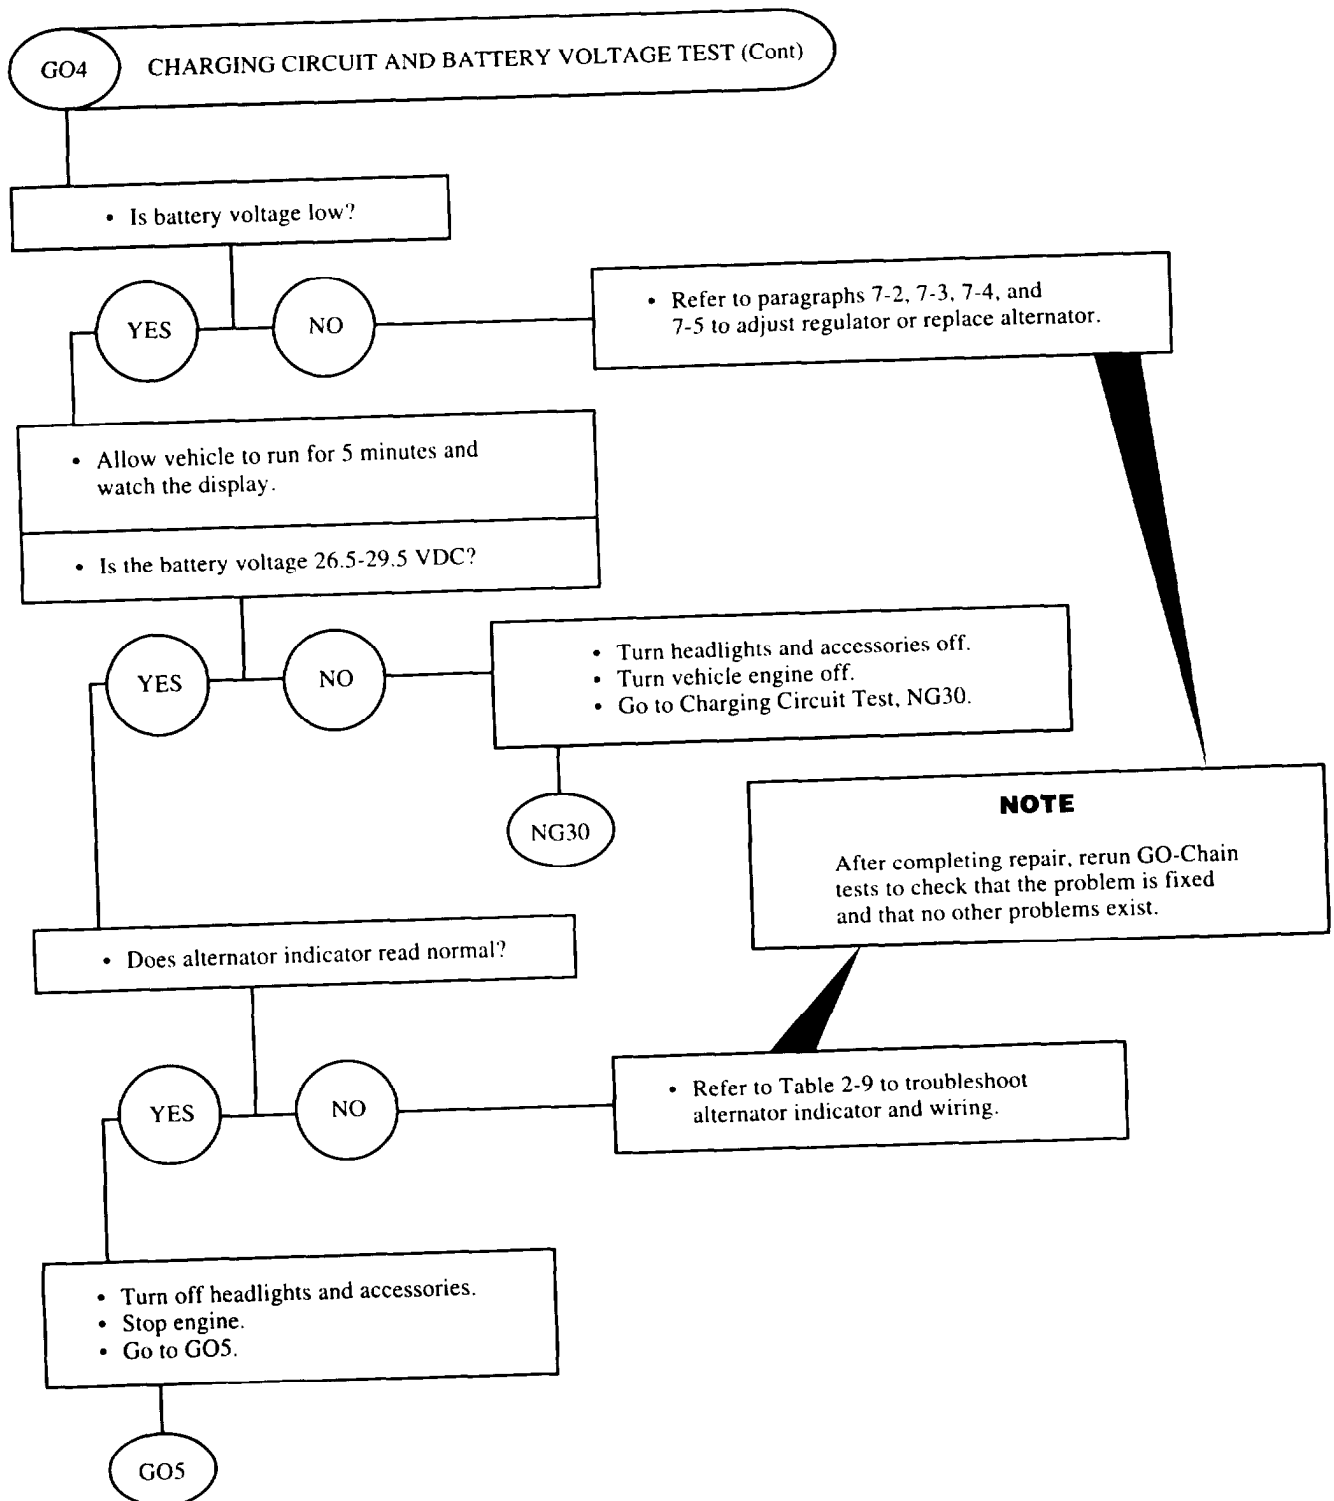 GO4
CHARGING CIRCUIT AND BATTERY VOLTAGE TEST (Cont)
• Is battery voltage low?
YES
NO
• Refer to paragraphs 7-2, 7-3, 7-4, and
7-5 to adjust regulator or replace alternator.
• Allow vehicle to run for 5 minutes and
watch the display.
• Is the battery voltage 26.5-29.5 VDC?
YES
NO
• Turn headlights and accessories off.
• Turn vehicle engine off.
• Go to Charging Circuit Test, NG30.
NG30
NOTE
After completing repair, rerun GO-Chain
tests to check that the problem is fixed
and that no other problems exist.
• Does alternator indicator read normal?
YES
NO
• Refer to Table 2-9 to troubleshoot
alternator indicator and wiring.
• Turn off headlights and accessories.
• Stop engine.
• Go to GO5.
GO5